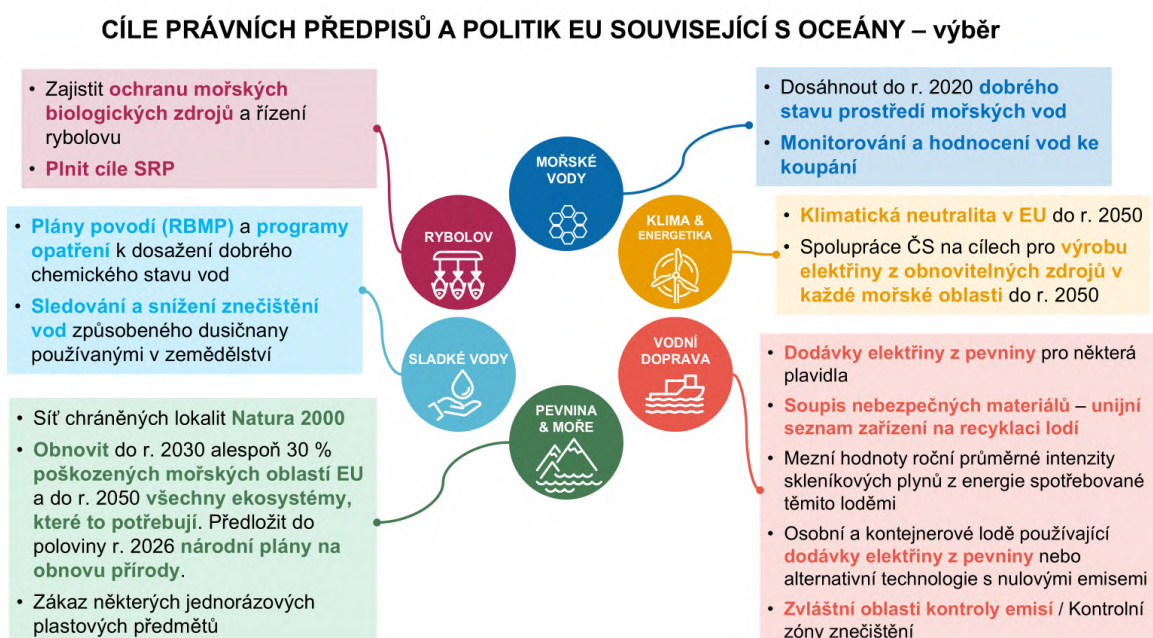 CÍLE PRÁVNÍCH PŘEDPISŮ A POLITIK EU SOUVISEJÍCÍ S OCEÁNY – výběr
• Zajistit ochranu mořských
biologických zdrojů a řízení
rybolovu
• Plnit cíle SRP
• Plány povodí (RBMP) a programy
opatření k dosažení dobrého
chemického stavu vod
• Sledování a snížení znečištění
vod způsobeného dusičnany
používanými v zemědělství
• Síť chráněných lokalit Natura 2000
• Obnovit do r. 2030 alespoň 30 %
poškozených mořských oblastí EU
a do r. 2050 všechny ekosystémy,
které to potřebují. Předložit do
poloviny r. 2026 národní plány na
obnovu přírody.
• Zákaz některých jednorázových
plastových předmětů
MOŘSKÉ
VODY
RYBOLOV
KLIMA &
ENERGETIKA
SLADKÉ VODY
VODNÍ
DOPRAVA
PEVNINA
& MOŘE
• Dosáhnout do r. 2020 dobrého
stavu prostředí mořských vod
• Monitorování a hodnocení vod ke
koupání
• Klimatická neutralita v EU do r. 2050
• Spolupráce ČS na cílech pro výrobu
elektřiny z obnovitelných zdrojů v
každé mořské oblasti do r. 2050
• Dodávky elektřiny z pevniny pro některá
plavidla
• Soupis nebezpečných materiálů – unijní
seznam zařízení na recyklaci lodí
• Mezní hodnoty roční průměrné intenzity
skleníkových plynů z energie spotřebované
těmito loděmi
• Osobní a kontejnerové lodě používající
dodávky elektřiny z pevniny nebo
alternativní technologie s nulovými emisemi
• Zvláštní oblasti kontroly emisí / Kontrolní
zóny znečištění